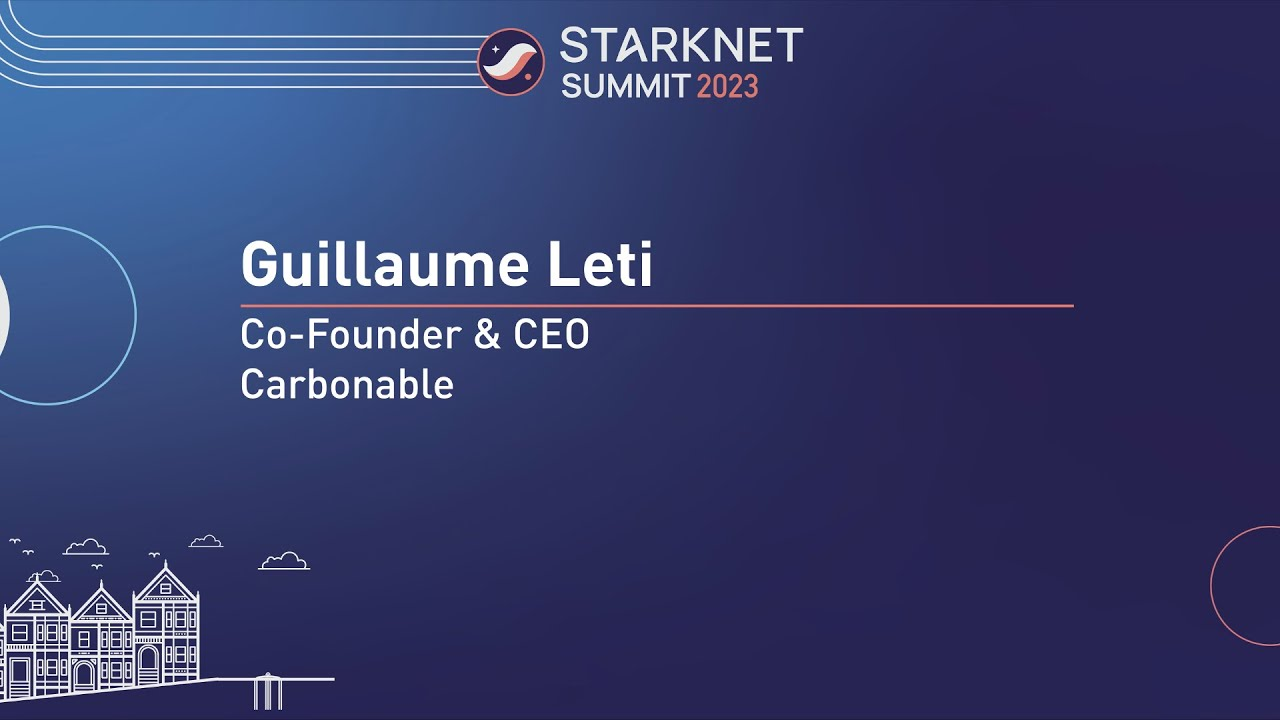 STARKNET
SUMMIT 2023
Guillaume Leti
Co-Founder & CEO
Carbonable